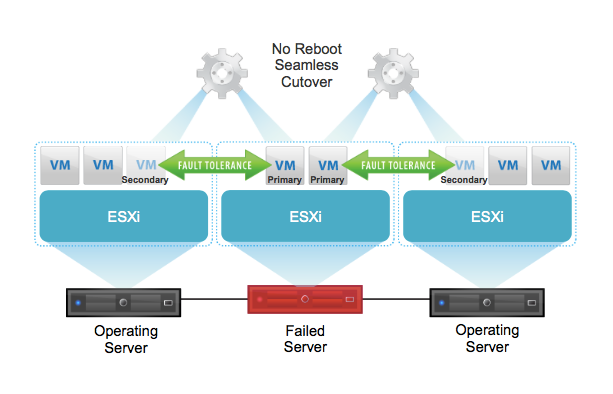 No Reboot
Seamless
Cutover
VM VM VM FAULT TOLERANCE VM VM FAULT TOLERANCE VM VM VM
Secondary Primary Primary Secondary
ESXi ESXi ESXi
Operating
Server
Failed
Server
Operating
Server